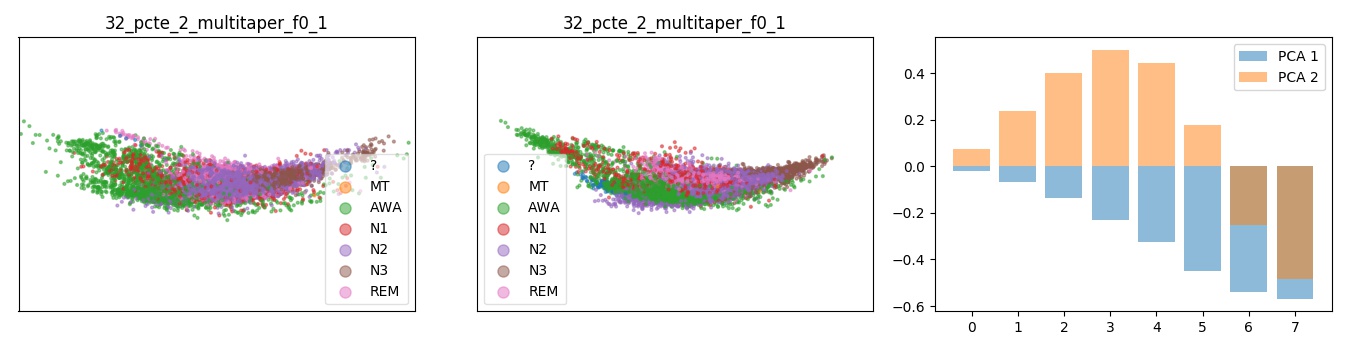 32_pcte_2_multitaper_f0_1
?
MT
AWA
N1
N2
N3
REM
32_pcte_2_multitaper_f0_1
?
MT
AWA
N1
N2
N3
REM
PCA 1
PCA 2
0.4
0.2
0.0
−0.2
−0.4
−0.6
0 1 2 3 4 5 6 7